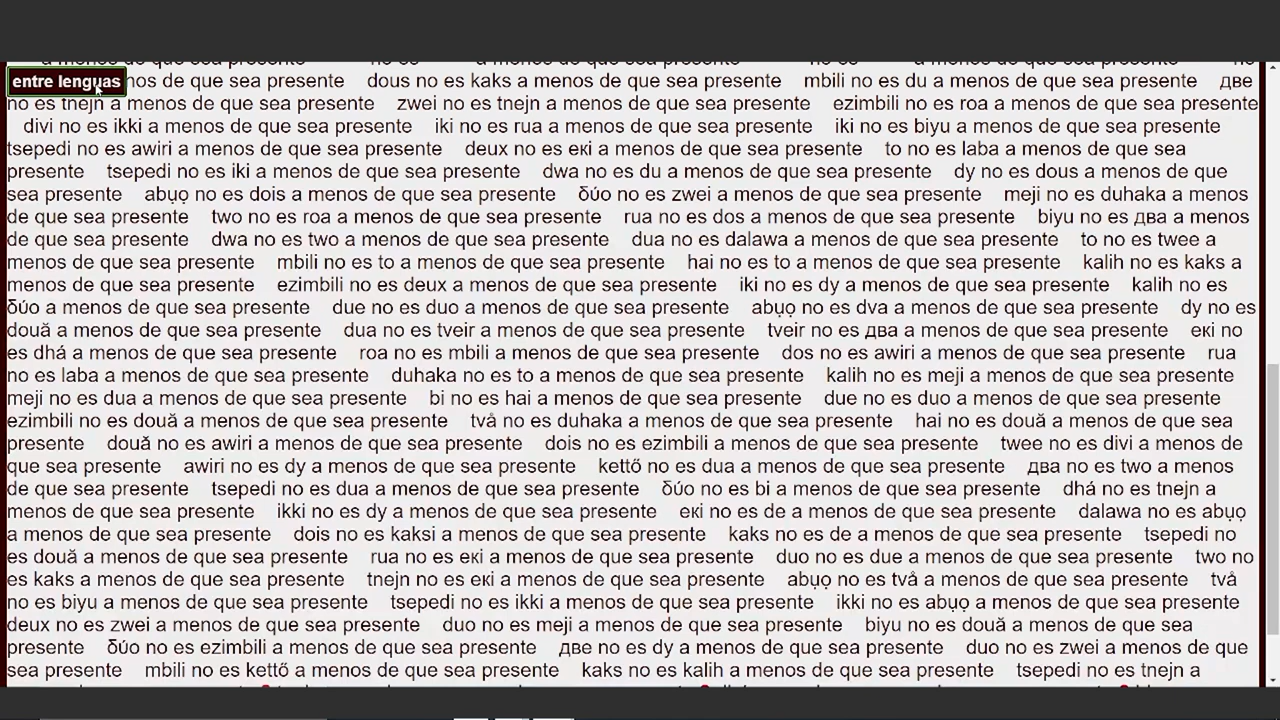 a menos de que sea presente no es a menos de que sea presente no es a menos de que sea presente no
entre lenguas nos de que sea presente dous no es kaks a menos de que sea presente mbili no es du a menos de que sea presente две
no es tnejn a menos de que sea presente zwei no es tnejn a menos de que sea presente ezimbili no es roa a menos de que sea presente
divi no es ikki a menos de que sea presente iki no es rua a menos de que sea presente iki no es biyu a menos de que sea presente
tsepedi no es awiri a menos de que sea presente deux no es екі a menos de que sea presente to no es laba a menos de que sea
presente tsepedi no es iki a menos de que sea presente dwa no es du a menos de que sea presente dy no es dous a menos de que
sea presente abụọ no es dois a menos de que sea presente δύο no es zwei a menos de que sea presente meji no es duhaka a menos
de que sea presente two no es roa a menos de que sea presente rua no es dos a menos de que sea presente biyu no es два a menos
de que sea presente dwa no es two a menos de que sea presente dua no es dalawa a menos de que sea presente to no es twee a
menos de que sea presente mbili no es to a menos de que sea presente hai no es to a menos de que sea presente kalih no es kaks a
menos de que sea presente ezimbili no es deux a menos de que sea presente iki no es dy a menos de que sea presente kalih no es
δύο a menos de que sea presente due no es duo a menos de que sea presente abụọ no es dva a menos de que sea presente dy no es
două a menos de que sea presente dua no es tveir a menos de que sea presente tveir no es два a menos de que sea presente екі no
es dhá a menos de que sea presente roa no es mbili a menos de que sea presente dos no es awiri a menos de que sea presente rua
no es laba a menos de que sea presente duhaka no es to a menos de que sea presente kalih no es meji a menos de que sea presente
meji no es dua a menos de que sea presente bi no es hai a menos de que sea presente due no es duo a menos de que sea presente
ezimbili no es două a menos de que sea presente två no es duhaka a menos de que sea presente hai no es două a menos de que sea
presente două no es awiri a menos de que sea presente dois no es ezimbili a menos de que sea presente twee no es divi a menos de
que sea presente awiri no es dy a menos de que sea presente kettő no es dua a menos de que sea presente два no es two a menos
de que sea presente tsepedi no es dua a menos de que sea presente δύο no es bi a menos de que sea presente dhá no es tnejn a
menos de que sea presente ikki no es dy a menos de que sea presente екі no es de a menos de que sea presente dalawa no es abụọ
a menos de que sea presente dois no es kaksi a menos de que sea presente kaks no es de a menos de que sea presente tsepedi no
es două a menos de que sea presente rua no es екі a menos de que sea presente duo no es due a menos de que sea presente two no
es kaks a menos de que sea presente tnejn no es екі a menos de que sea presente abụọ no es två a menos de que sea presente två
no es biyu a menos de que sea presente tsepedi no es ikki a menos de que sea presente ikki no es abụọ a menos de que sea presente
deux no es zwei a menos de que sea presente duo no es meji a menos de que sea presente biyu no es două a menos de que sea
presente δύο no es ezimbili a menos de que sea presente две no es dy a menos de que sea presente duo no es zwei a menos de que
sea presente mbili no es kettő a menos de que sea presente kaks no es kalih a menos de que sea presente tsepedi no es tnejn a